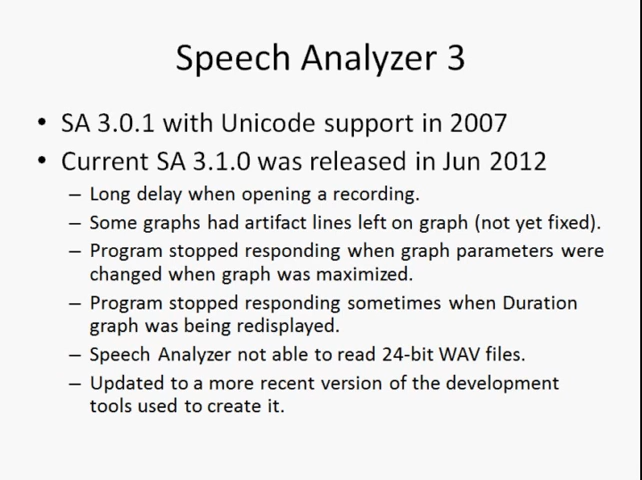 Speech Analyzer 3
• SA 3.0.1 with Unicode support in 2007
• Current SA 3.1.0 was released in Jun 2012
– Long delay when opening a recording.
– Some graphs had artifact lines left on graph (not yet fixed).
– Program stopped responding when graph parameters were
changed when graph was maximized.
– Program stopped responding sometimes when Duration
graph was being redisplayed.
– Speech Analyzer not able to read 24-bit WAV files.
– Updated to a more recent version of the development
tools used to create it.